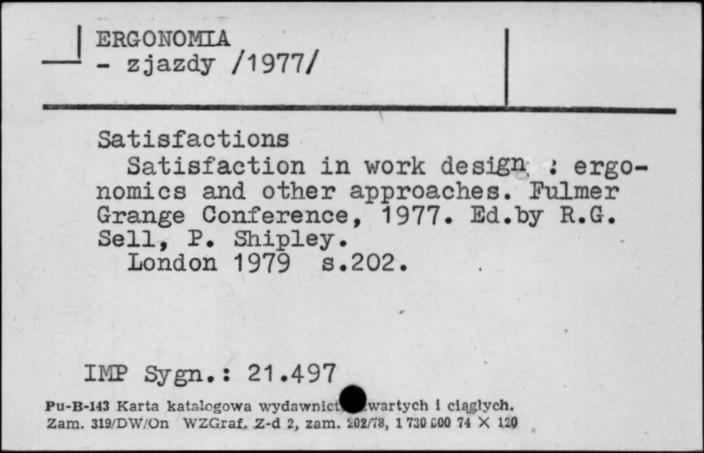 ERGONOMIA
- zjazdy /1977/
Satisfactions
Satisfaction in work design : ergo-
nomics and other approaches. Fulmer
Grange Conference, 1977. Ed.by R.G.
Sell, P. Shipley.
London 1979 s.202.
IMP Sygn.: 21.497
Pu-B-143 Karta katalogowa wydawnict wartych i ciągłych.
Zam. 319/DW/On WZGraf. Z-d 2, zam. 202/78, 1 730 000 74 X 120